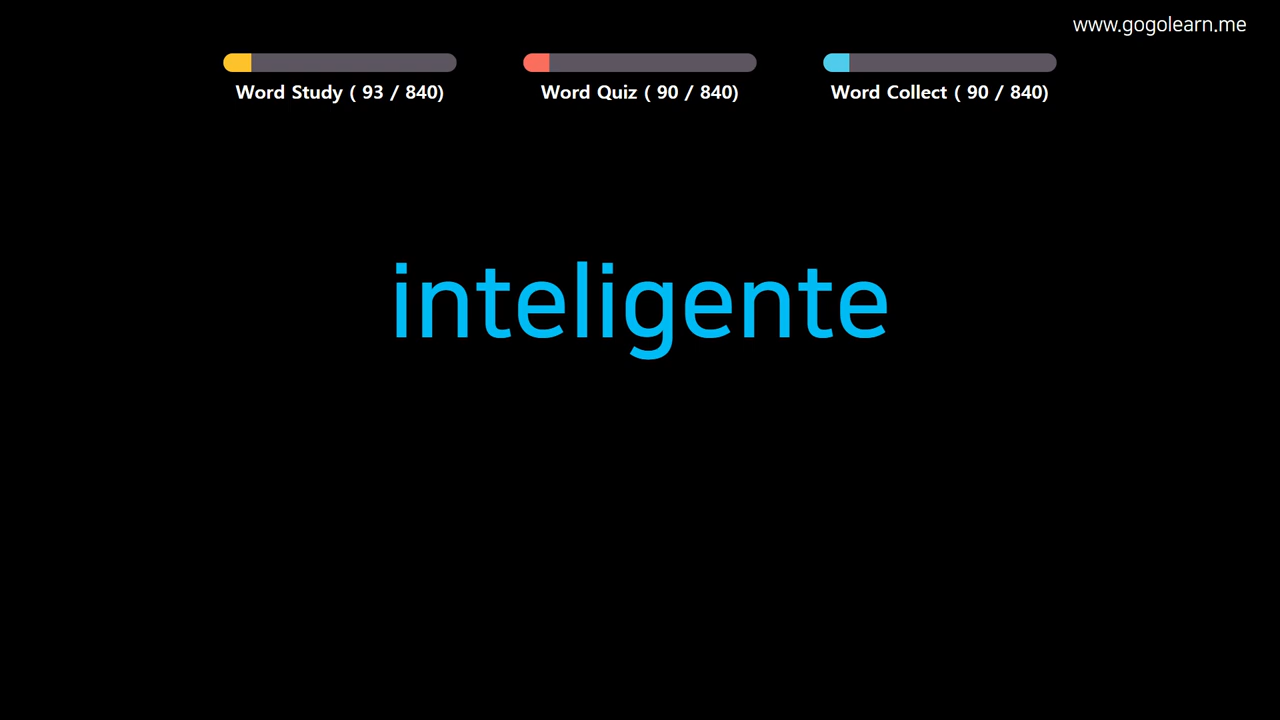 www.gogolearn.me
Word Study ( 93 / 840)
Word Quiz ( 90 / 840)
Word Collect ( 90 / 840)
inteligente